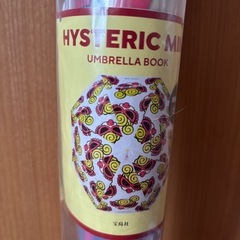 HYSTERIC MI
UMBRELLA BOOK
宝島社